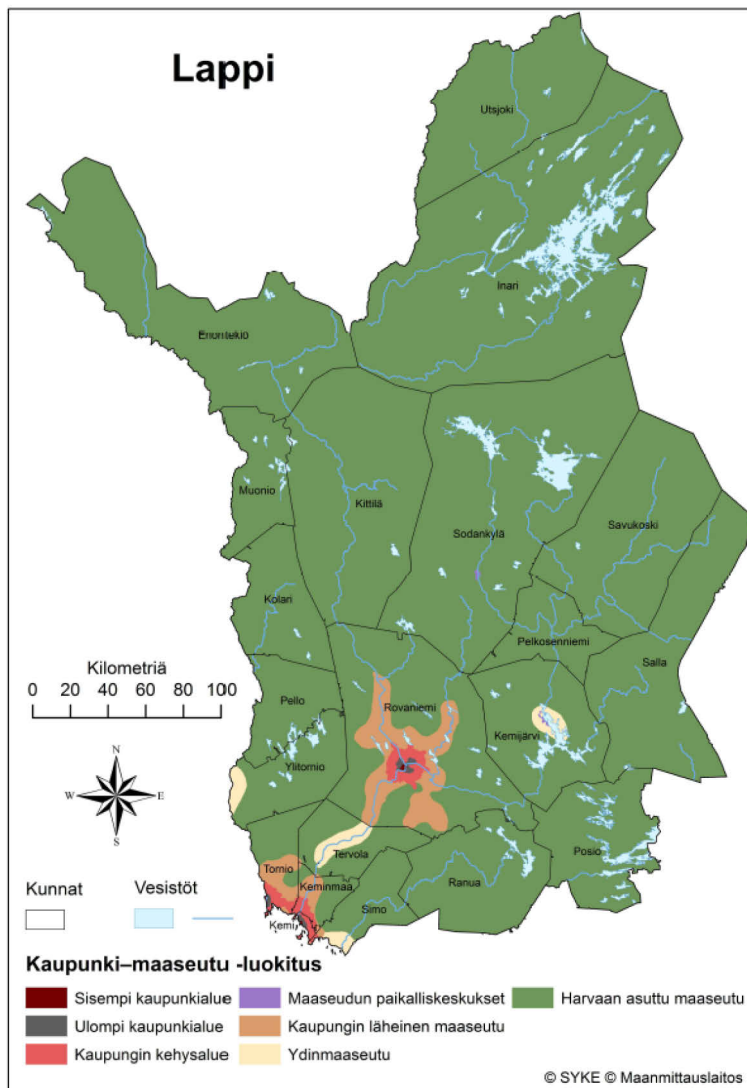 Lappi
Utsjoki
Inari
Enontekiö
Muonio
Kittilä
Sodankylä
Savukoski
Kolari
Pelkosenniemi
Salla
Kilometriä
0 20 40 60 80 100
Pello
Rovaniemi
Kemijärvi
Ylitornio
N
W E
S
Tervola
Posio
Tornio
Keminmaa
Ranua
Kunnat
Vesistöt
Simo
Kemi
Kaupunki–maaseutu -luokitus
Sisempi kaupunkialue
Maaseudun paikalliskeskukset
Harvaan asuttu maaseutu
Ulompi kaupunkialue
Kaupungin läheinen maaseutu
Kaupungin kehysalue
Ydinmaaseutu
© SYKE © Maanmittauslaitos